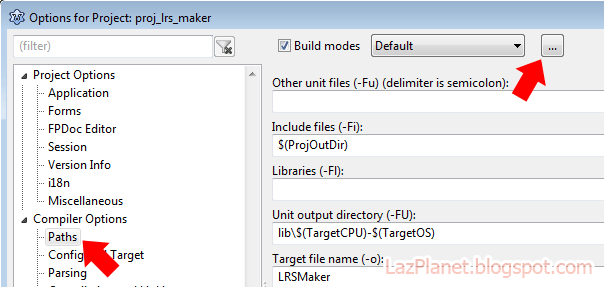 Options for Project: proj_lrs_maker
(filter)
Build modes
Default
...
Project Options
Application
Forms
FPDoc Editor
Session
Version Info
i18n
Miscellaneous
Compiler Options
Paths
Target
Parsing
Other unit files (-Fu) (delimiter is semicolon):
Include files (-Fi):
$(ProjOutDir)
Libraries (-Fl):
Unit output directory (-FU):
lib\$(TargetCPU)-$(TargetOS)
Target file name (-o):
LRSMaker
LazPlanet.blogspot.com